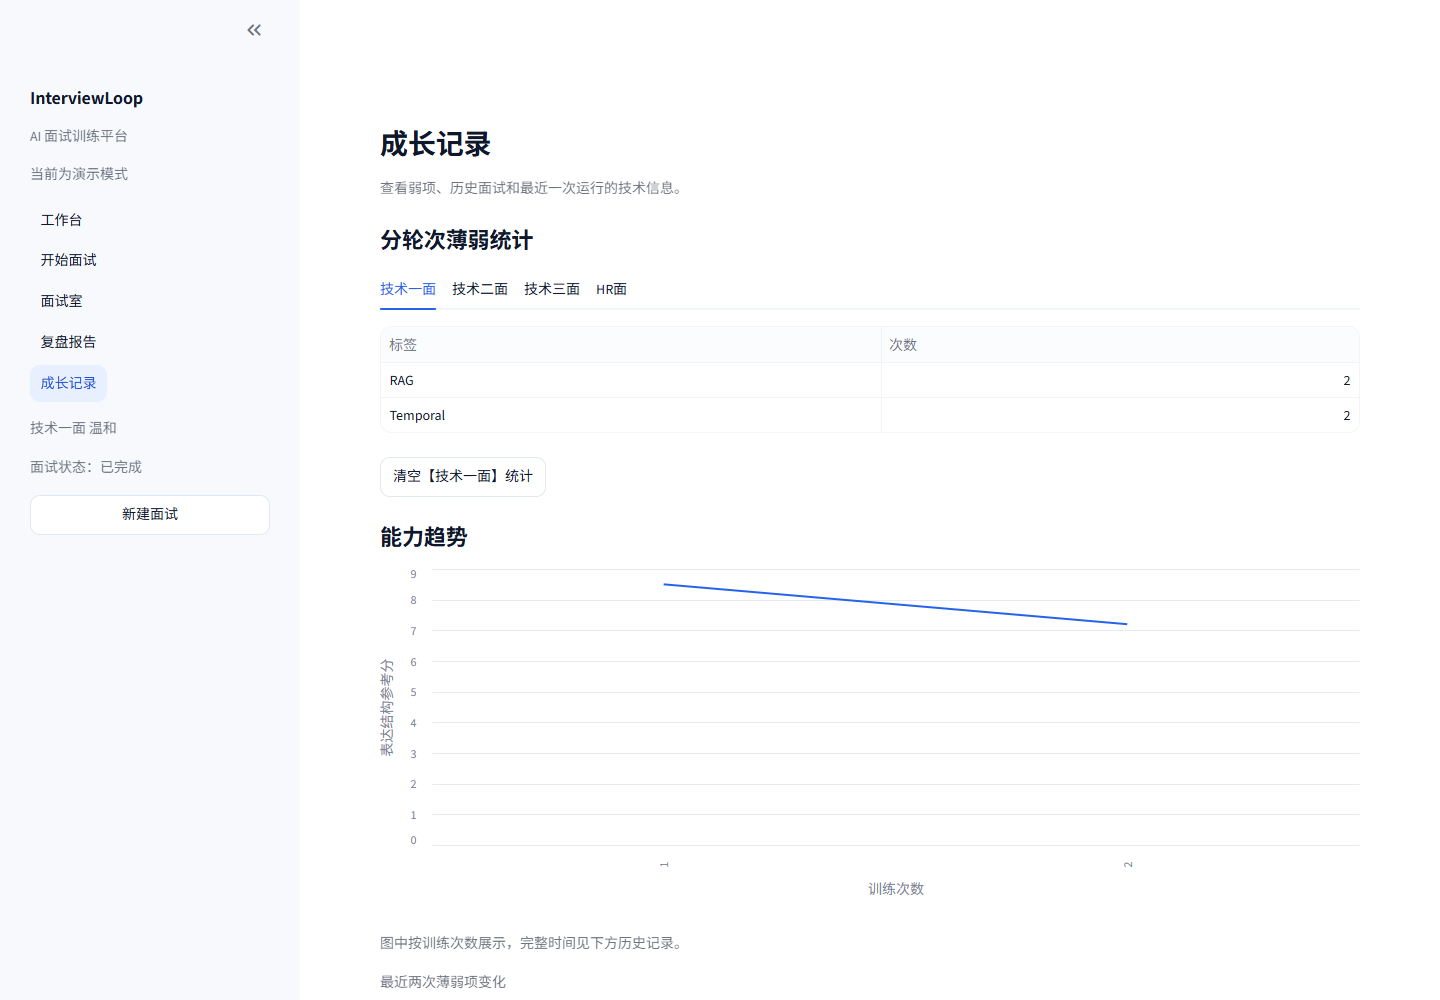 InterviewLoop
AI 面试训练平台
当前为演示模式
工作台
开始面试
面试室
复盘报告
成长记录
技术一面 温和
面试状态：已完成
新建面试
成长记录
查看弱项、历史面试和最近一次运行的技术信息。
分轮次薄弱统计
技术一面 技术二面 技术三面 HR面
标签 次数
RAG 2
Temporal 2
清空【技术一面】统计
能力趋势
9
8
7
6
5
4
3
2
1
0
表达结构参考分
1 2
训练次数
图中按训练次数展示，完整时间见下方历史记录。
最近两次薄弱项变化